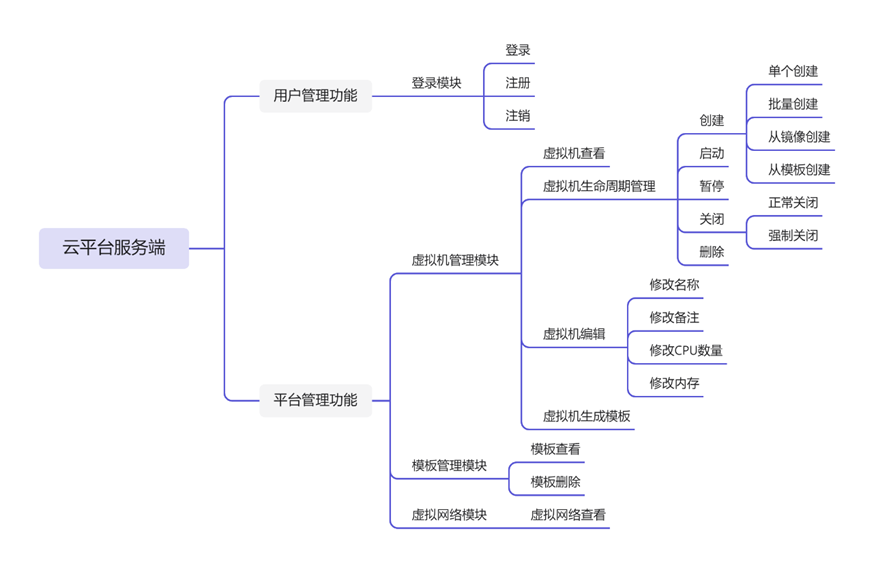 云平台服务端
用户管理功能
登录模块
登录
注册
注销
平台管理功能
虚拟机管理模块
虚拟机查看
虚拟机生命周期管理
创建
单个创建
批量创建
从镜像创建
从模板创建
启动
暂停
关闭
正常关闭
强制关闭
删除
虚拟机编辑
修改名称
修改备注
修改CPU数量
修改内存
虚拟机生成模板
模板管理模块
模板查看
模板删除
虚拟网络模块
虚拟网络查看